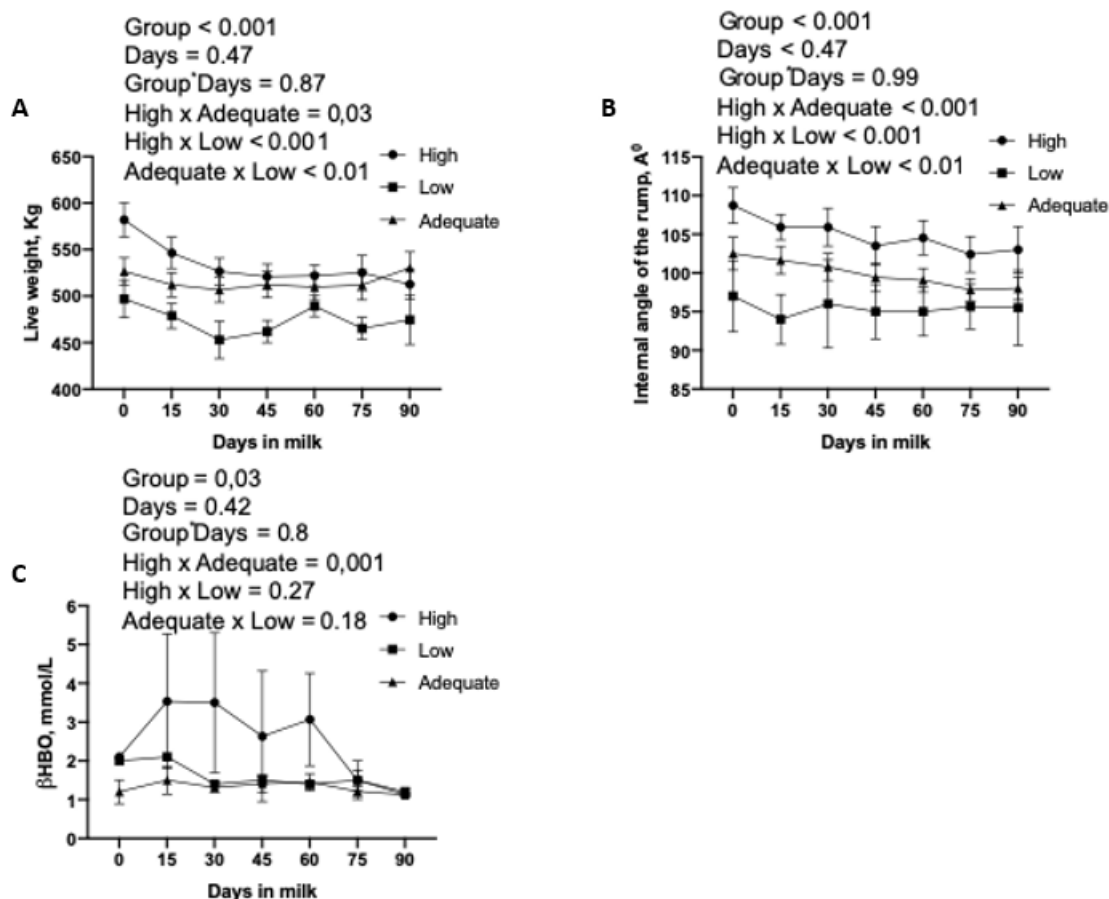 Group < 0.001
Days = 0.47
Group*Days = 0.87
A
High x Adequate = 0,03
High x Low < 0.001
Adequate x Low < 0.01
High
Low
Adequate
Live weight, Kg
650
600
550
500
450
400
0 15 30 45 60 75 90
Days in milk
Group < 0.001
Days < 0.47
Group*Days = 0.99
B
High x Adequate < 0.001
High x Low < 0.001
Adequate x Low < 0.01
High
Low
Adequate
Internal angle of the rump, Aº
115
110
105
100
95
90
85
0 15 30 45 60 75 90
Days in milk
Group = 0,03
Days = 0.42
Group*Days = 0.8
C
High x Adequate = 0,001
High x Low = 0.27
Adequate x Low = 0.18
High
Low
Adequate
βHBO, mmol/L
6
5
4
3
2
1
0
0 15 30 45 60 75 90
Days in milk